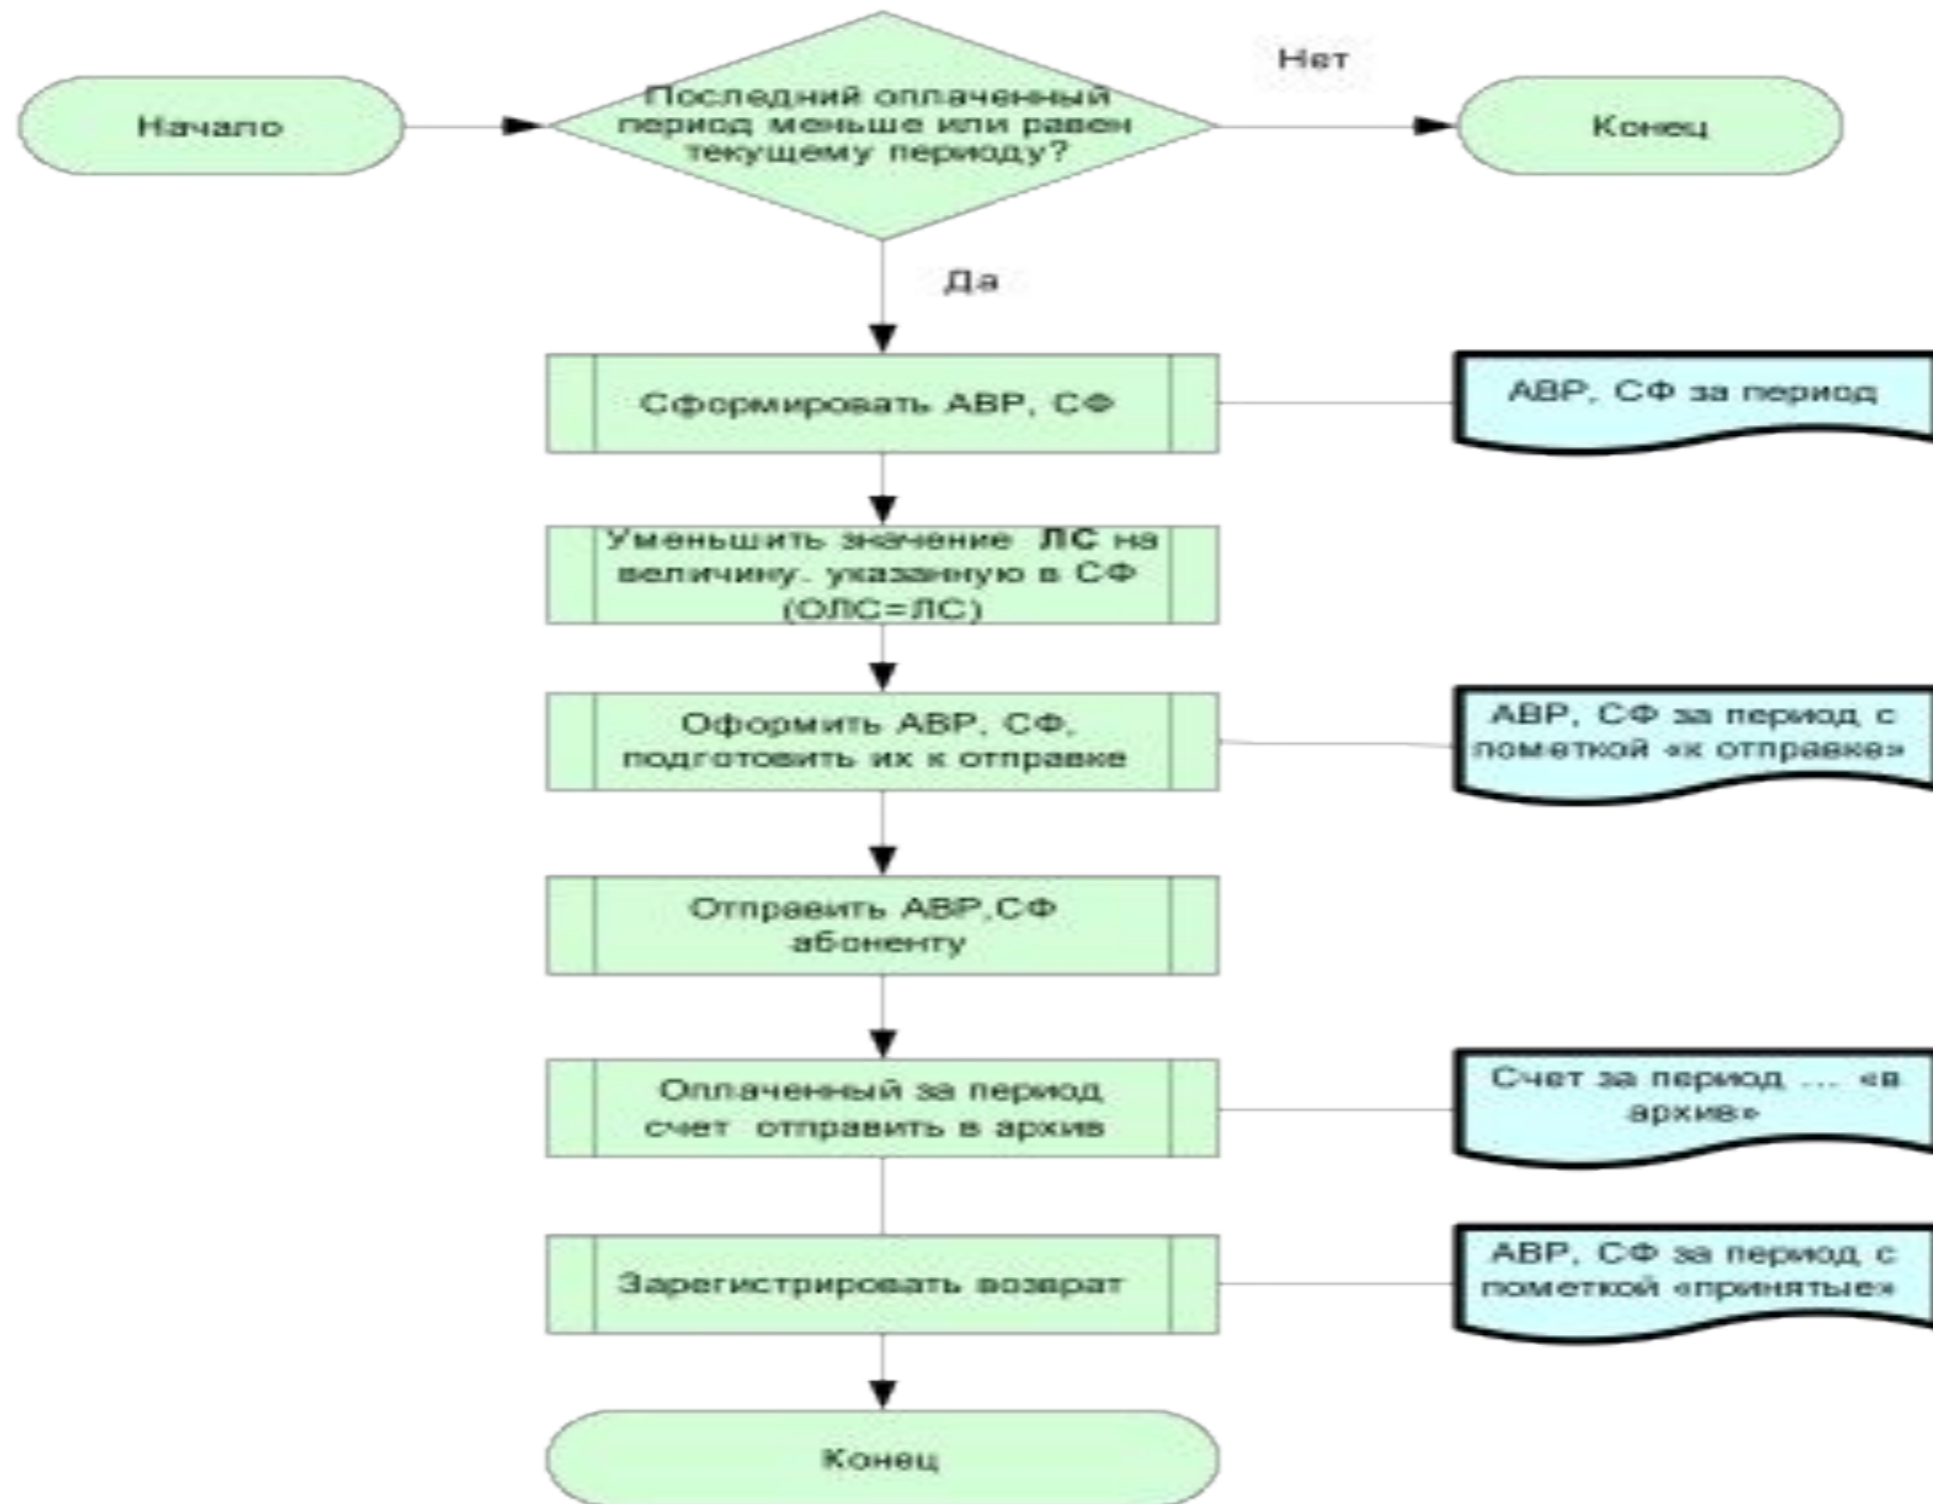 Начало
Последний оплаченный
период меньше или равен
текущему периоду?
Нет
Конец
Да
Сформировать АВР, СФ
АВР, СФ за период
Уменьшить значение ЛС на
величину. указанную в СФ
(ОЛС=ЛС)
Оформить АВР, СФ,
подготовить их к отправке
АВР, СФ за период с
пометкой «к отправке»
Отправить АВР,СФ
абоненту
Оплаченный за период
счет отправить в архив
Счет за период ... «в
архив»
Зарегистрировать возврат
АВР, СФ за период с
пометкой «принятые»
Конец